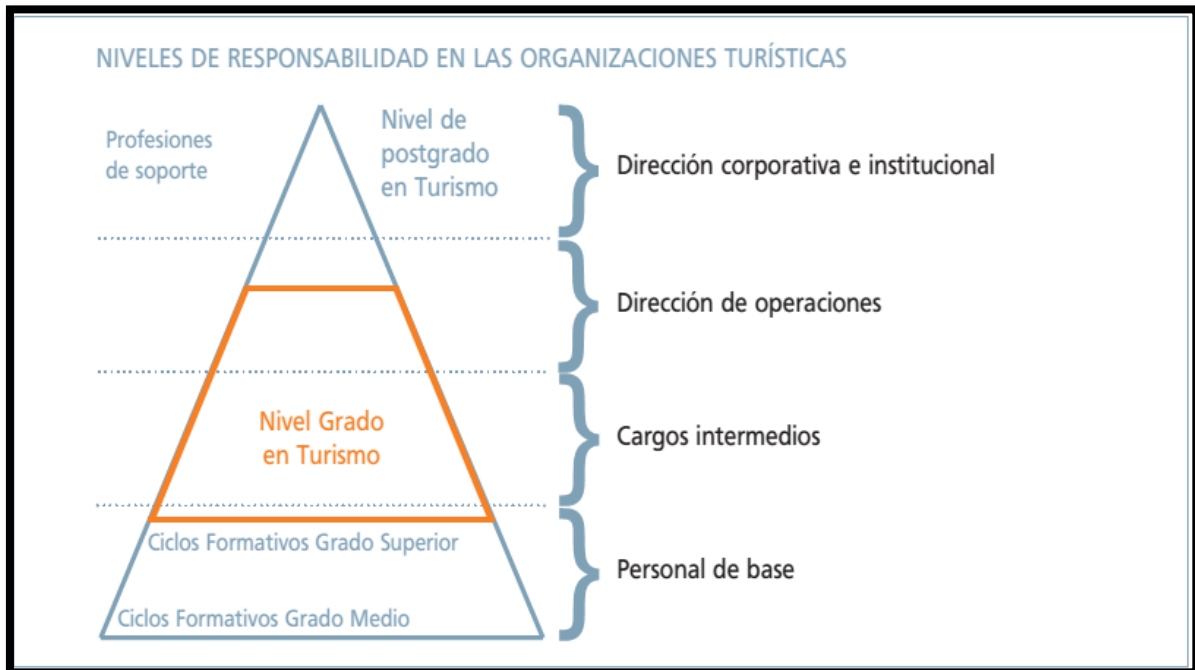 NIVELES DE RESPONSABILIDAD EN LAS ORGANIZACIONES TURÍSTICAS
Profesiones
de soporte
Nivel de
postgrado
en Turismo
Dirección corporativa e institucional
Dirección de operaciones
Nivel Grado
en Turismo
Cargos intermedios
Ciclos Formativos Grado Superior
Personal de base
Ciclos Formativos Grado Medio